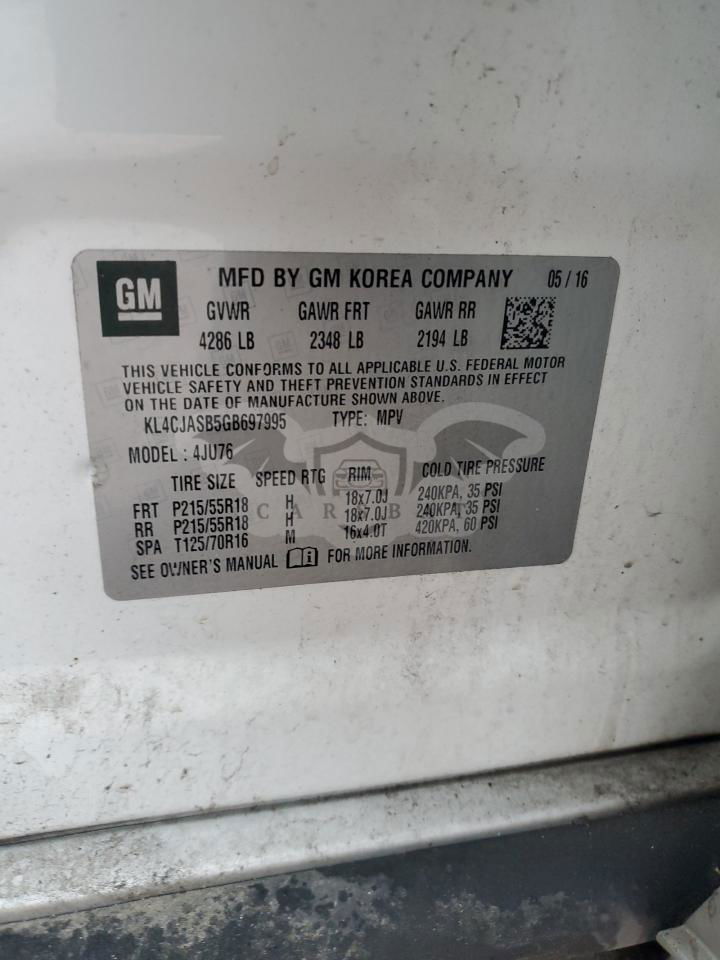 GM MFD BY GM KOREA COMPANY 05 / 16
GVWR GAWR FRT GAWR RR
4286 LB 2348 LB 2194 LB
THIS VEHICLE CONFORMS TO ALL APPLICABLE U.S. FEDERAL MOTOR
VEHICLE SAFETY AND THEFT PREVENTION STANDARDS IN EFFECT
ON THE DATE OF MANUFACTURE SHOWN ABOVE.
KL4CJASB5GB697995 TYPE: MPV
MODEL : 4JU76
TIRE SIZE SPEED RTG RIM COLD TIRE PRESSURE
FRT P215/55R18 H 18x7.0J 240KPA, 35 PSI
RR P215/55R18 H 18x7.0J 240KPA, 35 PSI
SPA T125/70R16 M 16x4.0T 420KPA, 60 PSI
SEE OWNER'S MANUAL FOR MORE INFORMATION.